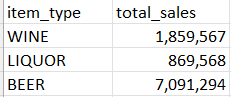 item_type total_sales
WINE 1,859,567
LIQUOR 869,568
BEER 7,091,294